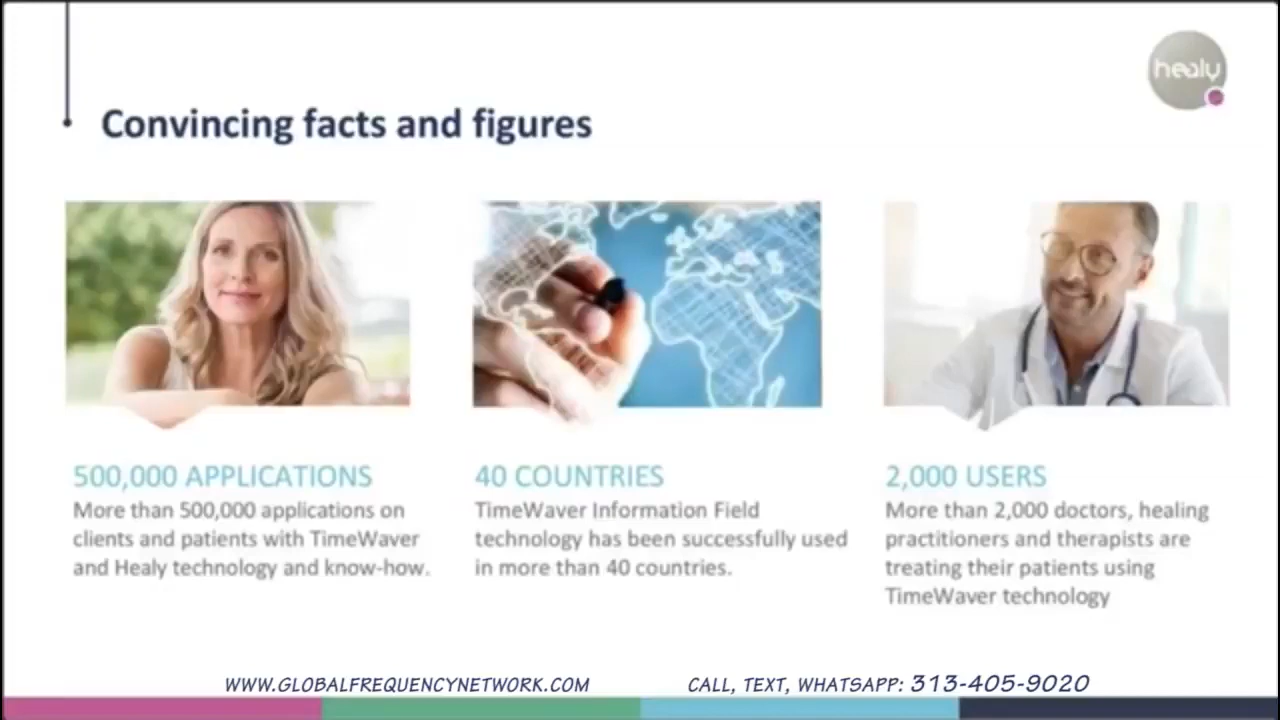 healy
Convincing facts and figures
500,000 APPLICATIONS
More than 500,000 applications on
clients and patients with TimeWaver
and Healy technology and know-how.
40 COUNTRIES
TimeWaver Information Field
technology has been successfully used
in more than 40 countries.
2,000 USERS
More than 2,000 doctors, healing
practitioners and therapists are
treating their patients using
TimeWaver technology
WWW.GLOBALFREQUENCYNETWORK.COM
CALL, TEXT, WHATSAPP: 313-405-9020